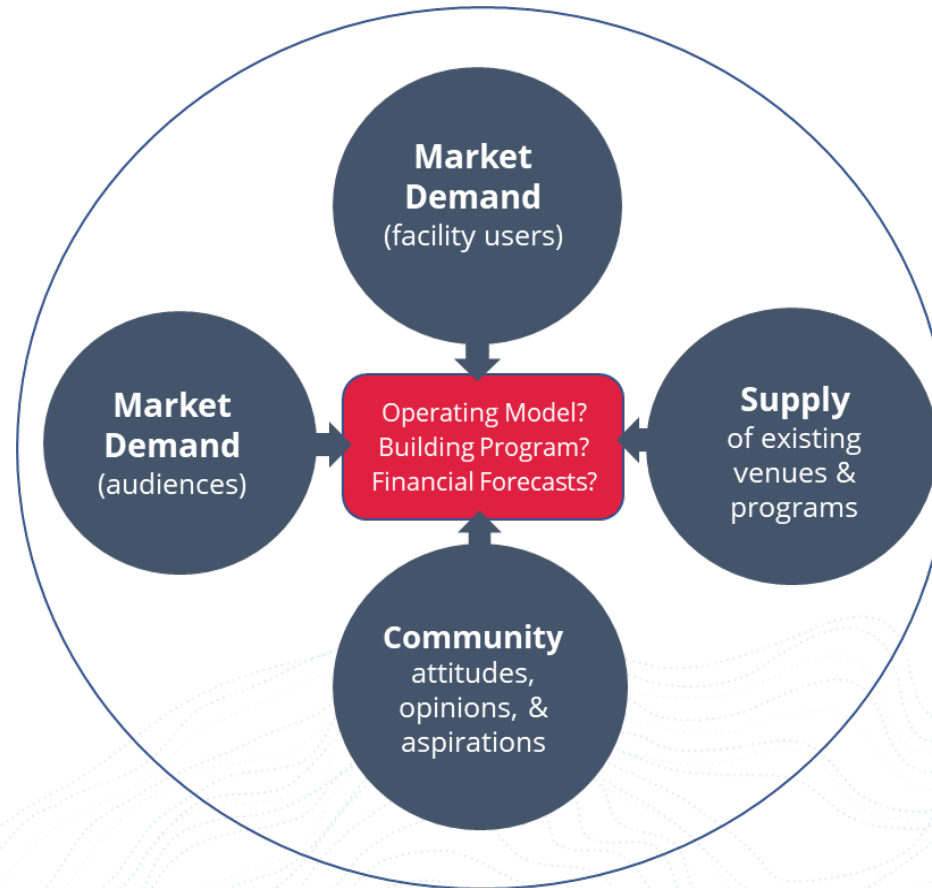 Market
Demand
(facility users)
Market
Demand
(audiences)
Operating Model?
Building Program?
Financial Forecasts?
Supply
of existing
venues &
programs
Community
attitudes,
opinions, &
aspirations